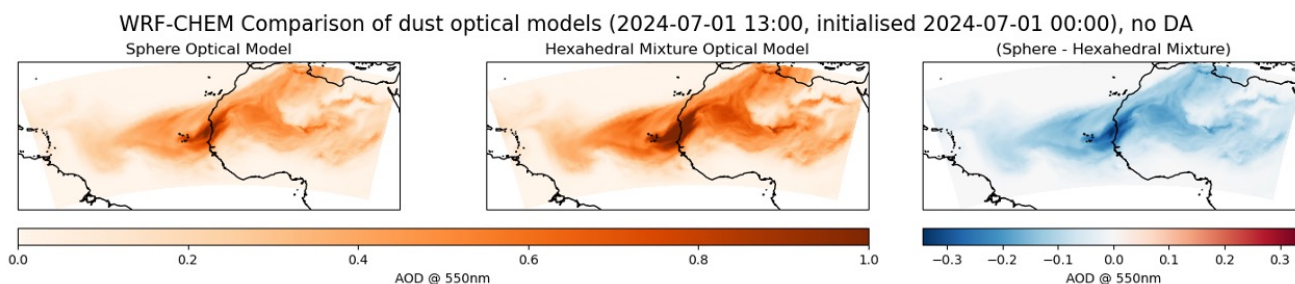 WRF-CHEM Comparison of dust optical models (2024-07-01 13:00, initialised 2024-07-01 00:00), no DA
Sphere Optical Model
Hexahedral Mixture Optical Model
(Sphere - Hexahedral Mixture)
0.0 0.2 0.4 0.6 0.8 1.0
AOD @ 550nm
−0.3 −0.2 −0.1 0.0 0.1 0.2 0.3
AOD @ 550nm